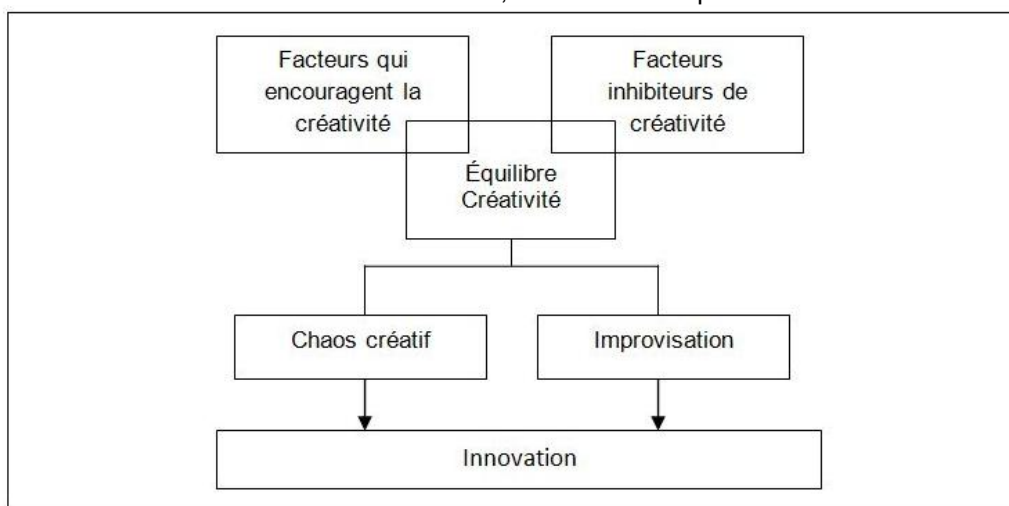 Facteurs qui
encouragent la
créativité
Facteurs
inhibiteurs de
créativité
Équilibre
Créativité
Chaos créatif
Improvisation
Innovation